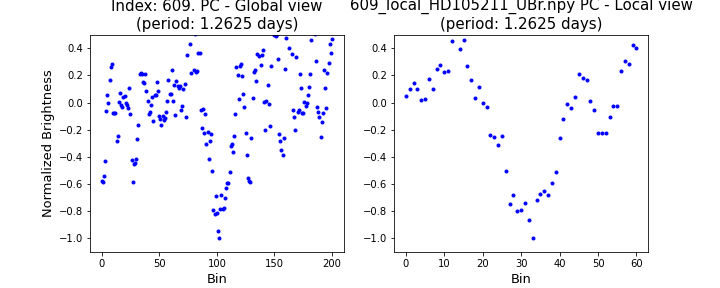 Index: 609. PC - Global view
(period: 1.2625 days)
609_local_HD105211_UBr.npy PC - Local view
(period: 1.2625 days)
Normalized Brightness
0.4
0.2
0.0
−0.2
−0.4
−0.6
−0.8
−1.0
0 50 100 150 200
Bin
0.4
0.2
0.0
−0.2
−0.4
−0.6
−0.8
−1.0
0 10 20 30 40 50 60
Bin